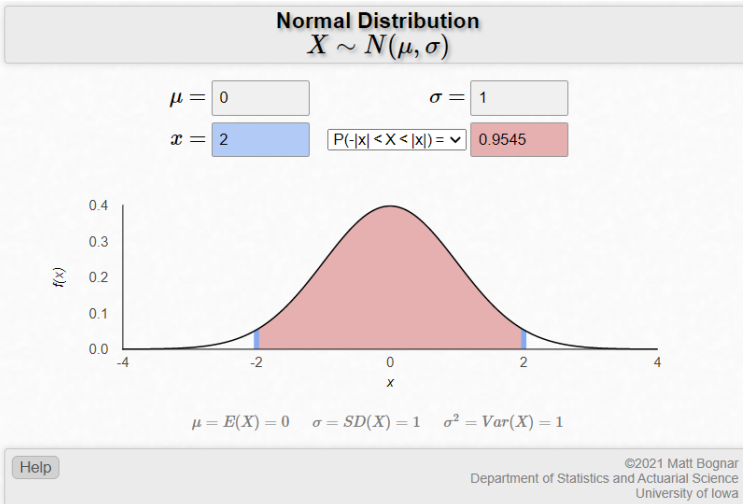 Normal Distribution
X ∼ N(μ, σ)
μ = 0 σ = 1
x = 2 P(-|x| < X < |x|) = 0.9545
0.4
0.3
f(x)
0.2
0.1
0.0
-4 -2 0 2 4
x
μ = E(X) = 0 σ = SD(X) = 1 σ² = Var(X) = 1
Help
©2021 Matt Bognar
Department of Statistics and Actuarial Science
University of Iowa